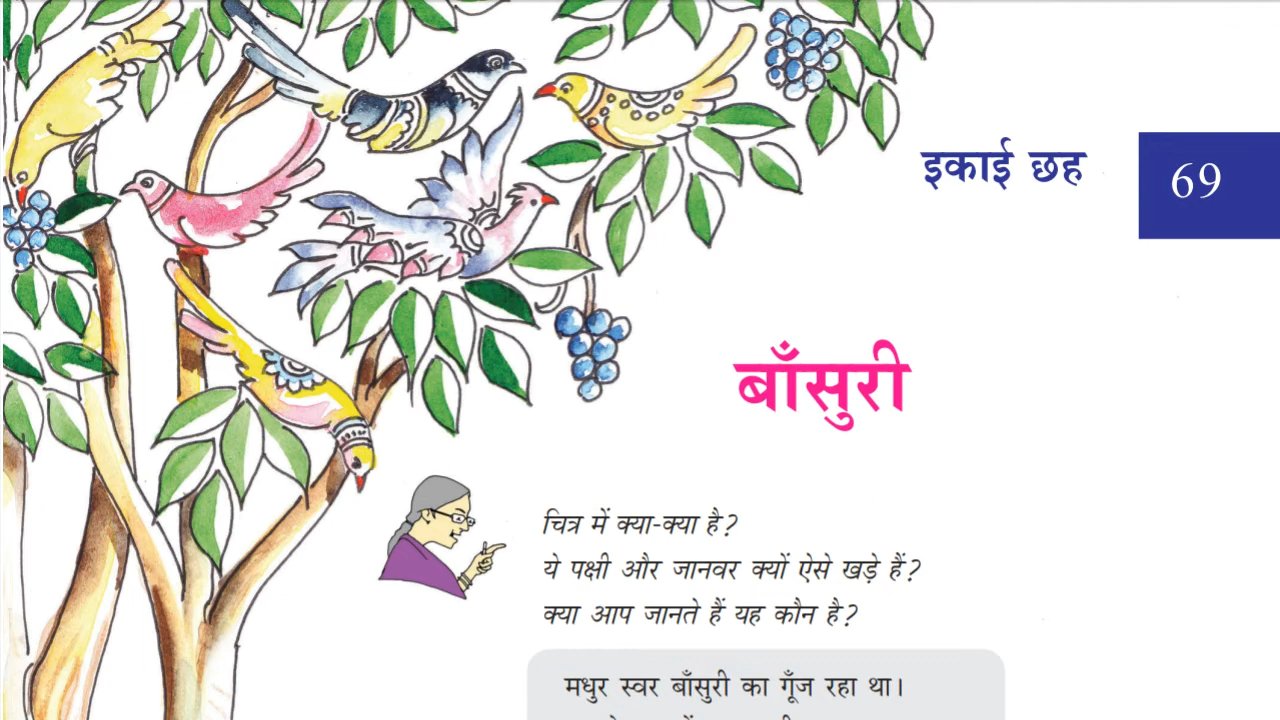 इकाई छह
69
बाँसुरी
चित्र में क्या-क्या है?
ये पक्षी और जानवर क्यों ऐसे खड़े हैं?
क्या आप जानते हैं यह कौन है?
मधुर स्वर बाँसुरी का गूँज रहा था।